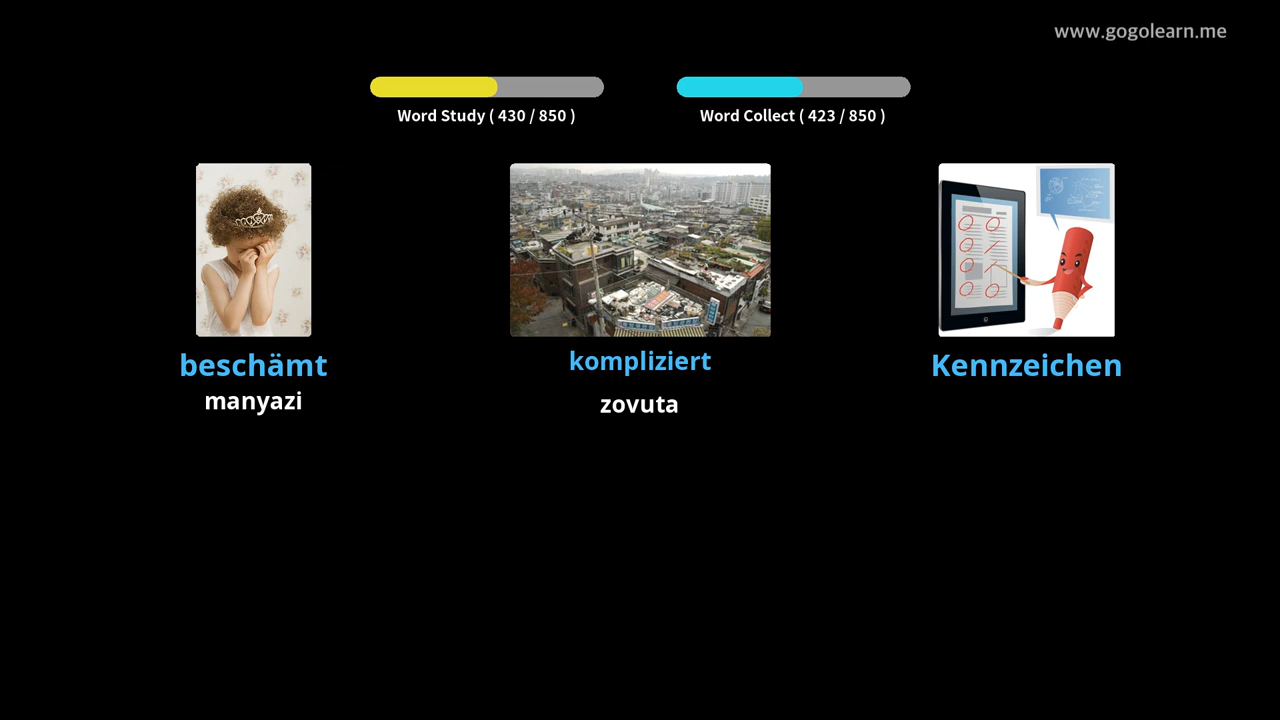 www.gogolearn.me
Word Study ( 430 / 850 )
Word Collect ( 423 / 850 )
beschämt
manyazi
kompliziert
zovuta
Kennzeichen